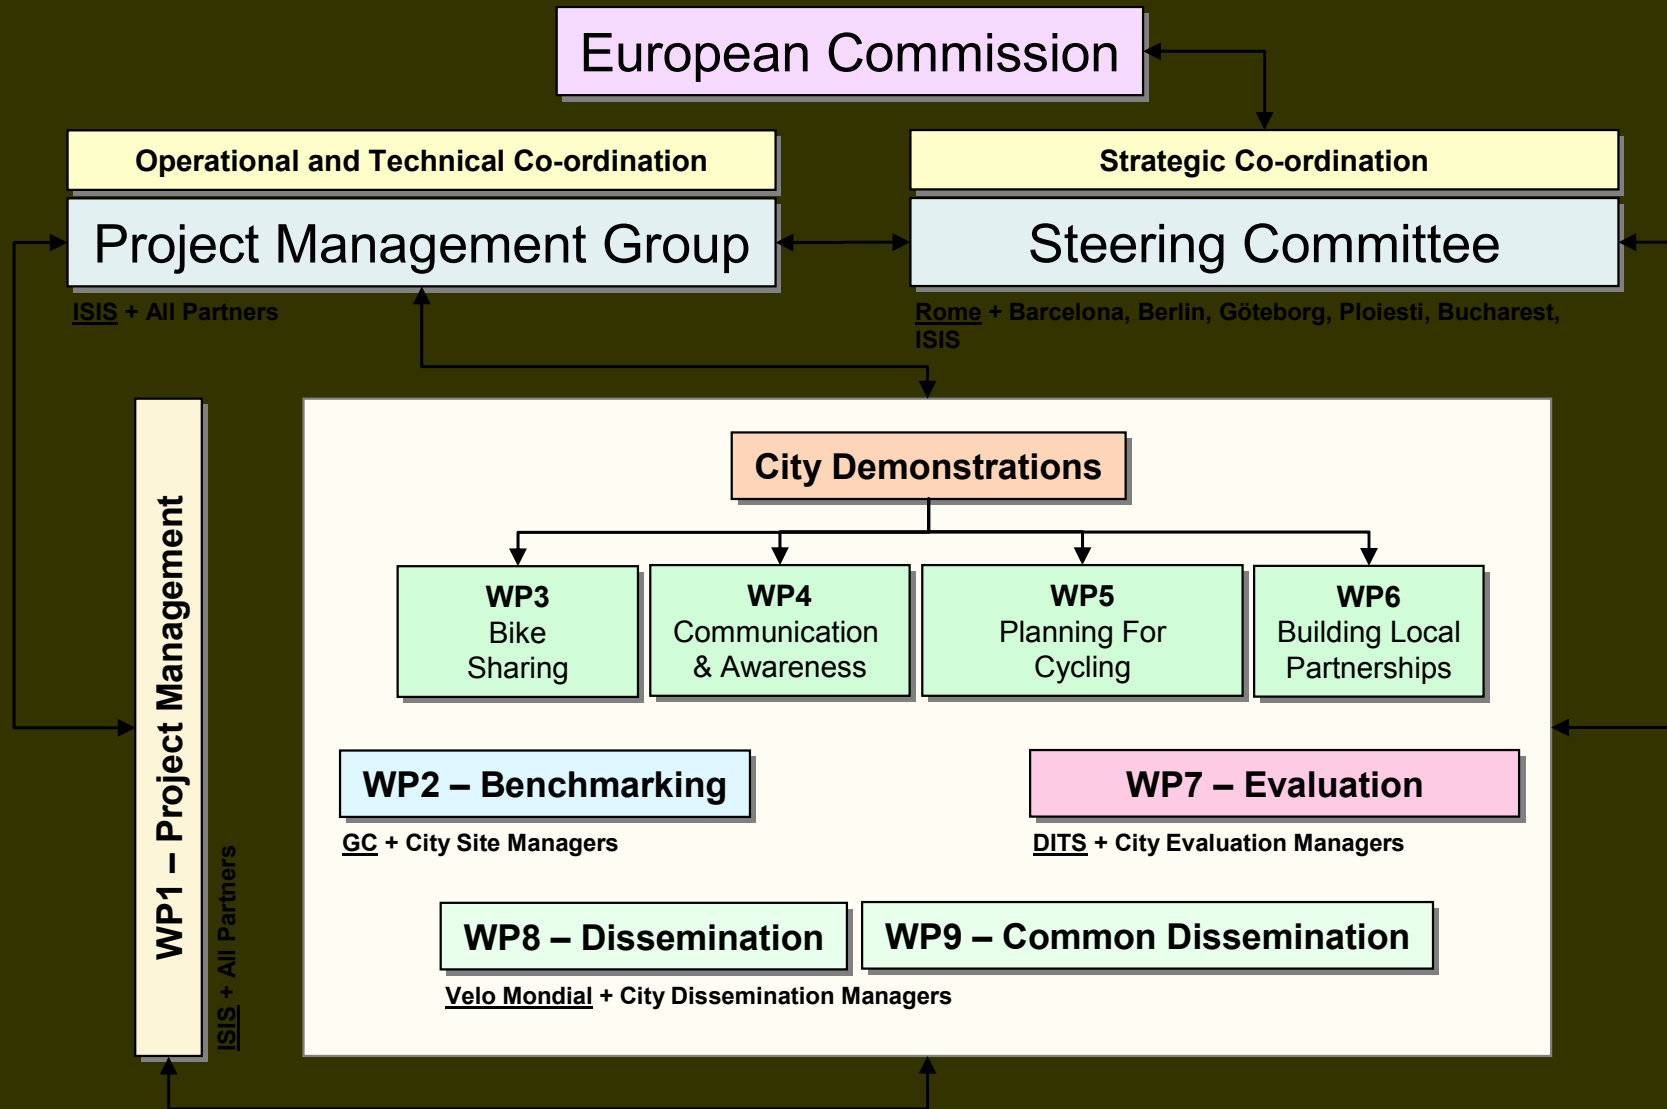 European Commission
Operational and Technical Co-ordination
Project Management Group
ISIS + All Partners
Strategic Co-ordination
Steering Committee
Rome + Barcelona, Berlin, Göteborg, Ploiesti, Bucharest,
ISIS
WP1 – Project Management
ISIS + All Partners
City Demonstrations
WP3
Bike
Sharing
WP4
Communication
& Awareness
WP5
Planning For
Cycling
WP6
Building Local
Partnerships
WP2 – Benchmarking
GC + City Site Managers
WP7 – Evaluation
DITS + City Evaluation Managers
WP8 – Dissemination
WP9 – Common Dissemination
Velo Mondial + City Dissemination Managers